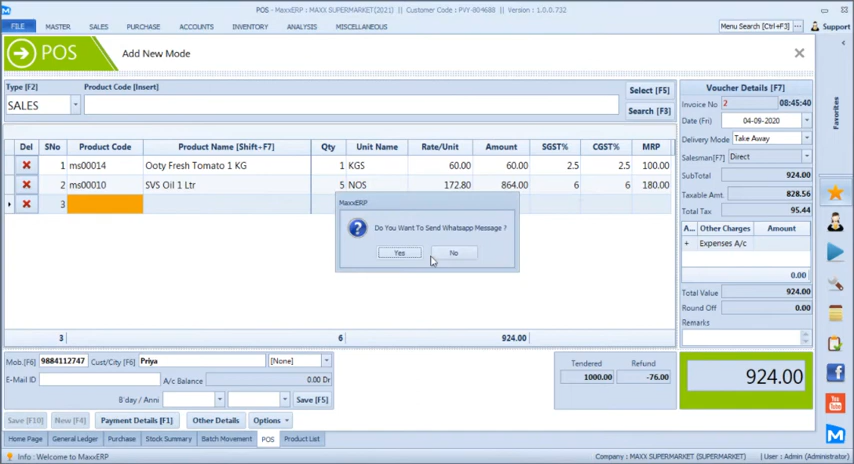 POS - MaxxERP : MAXX SUPERMARKET(2021) | Customer Code : PVY-004688 | Version : 1.0.0.732
FILE MASTER SALES PURCHASE ACCOUNTS INVENTORY ANALYSIS MISCELLANEOUS Menu Search [Ctrl+F3] ... Support
POS Add New Mode
Type [F2] Product Code [Insert] Select [F5]
SALES Search [F3]
Del SNo Product Code Product Name [Shift+F7] Qty Unit Name Rate/Unit Amount SGST% CGST% MRP
1 ms00014 Ooty Fresh Tomato 1 KG 1 KGS 60.00 60.00 2.5 2.5 100.00
2 ms00010 SVS Oil 1 Ltr 5 NOS 172.80 864.00 6 6 180.00
3
MaxxERP
Do You Want To Send Whatsapp Message ?
Yes No
3 6 924.00
Voucher Details [F7]
Invoice No 2 08:45:40
Date (Fri) 04-09-2020
Delivery Mode Take Away
Salesman[F7] Direct
SubTotal 924.00
Taxable Amt. 828.56
Total Tax 95.44
A... Other Charges Amount
+ Expenses A/c
0.00
Total Value 924.00
Round Off 0.00
Remarks
Favorites
Mob.[F6] 9884112747 Cust/City [F6] Priya [None]
E-Mail ID A/c Balance 0.00 Dr
B'day / Anni Save [F5]
Tendered Refund
1000.00 -76.00
924.00
Save [F10] New [F4] Payment Details [F1] Other Details Options
Home Page General Ledger Purchase Stock Summary Batch Movement POS Product List
Info : Welcome to MaxxERP Company : MAXX SUPERMARKET (SUPERMARKET) User : Admin (Administrator)
You
Tube